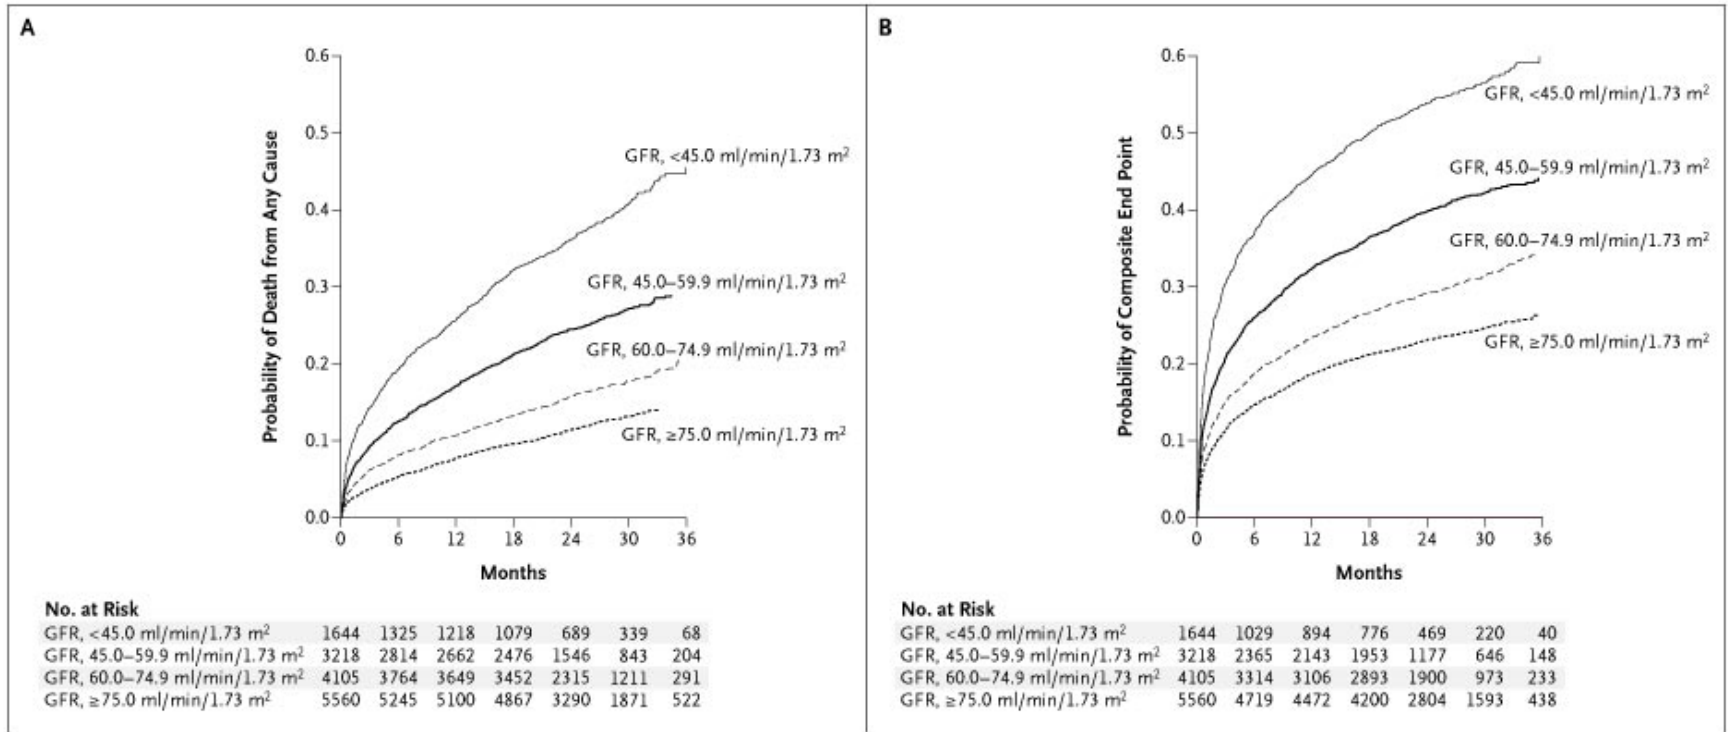 A
0.6
0.5
0.4
0.3
0.2
0.1
0.0
Probability of Death from Any Cause
GFR, <45.0 ml/min/1.73 m²
GFR, 45.0–59.9 ml/min/1.73 m²
GFR, 60.0–74.9 ml/min/1.73 m²
GFR, ≥75.0 ml/min/1.73 m²
0 6 12 18 24 30 36
Months
No. at Risk
GFR, <45.0 ml/min/1.73 m² 1644 1325 1218 1079 689 339 68
GFR, 45.0–59.9 ml/min/1.73 m² 3218 2814 2662 2476 1546 843 204
GFR, 60.0–74.9 ml/min/1.73 m² 4105 3764 3649 3452 2315 1211 291
GFR, ≥75.0 ml/min/1.73 m² 5560 5245 5100 4867 3290 1871 522
B
0.6
0.5
0.4
0.3
0.2
0.1
0.0
Probability of Composite End Point
GFR, <45.0 ml/min/1.73 m²
GFR, 45.0–59.9 ml/min/1.73 m²
GFR, 60.0–74.9 ml/min/1.73 m²
GFR, ≥75.0 ml/min/1.73 m²
0 6 12 18 24 30 36
Months
No. at Risk
GFR, <45.0 ml/min/1.73 m² 1644 1029 894 776 469 220 40
GFR, 45.0–59.9 ml/min/1.73 m² 3218 2365 2143 1953 1177 646 148
GFR, 60.0–74.9 ml/min/1.73 m² 4105 3314 3106 2893 1900 973 233
GFR, ≥75.0 ml/min/1.73 m² 5560 4719 4472 4200 2804 1593 438